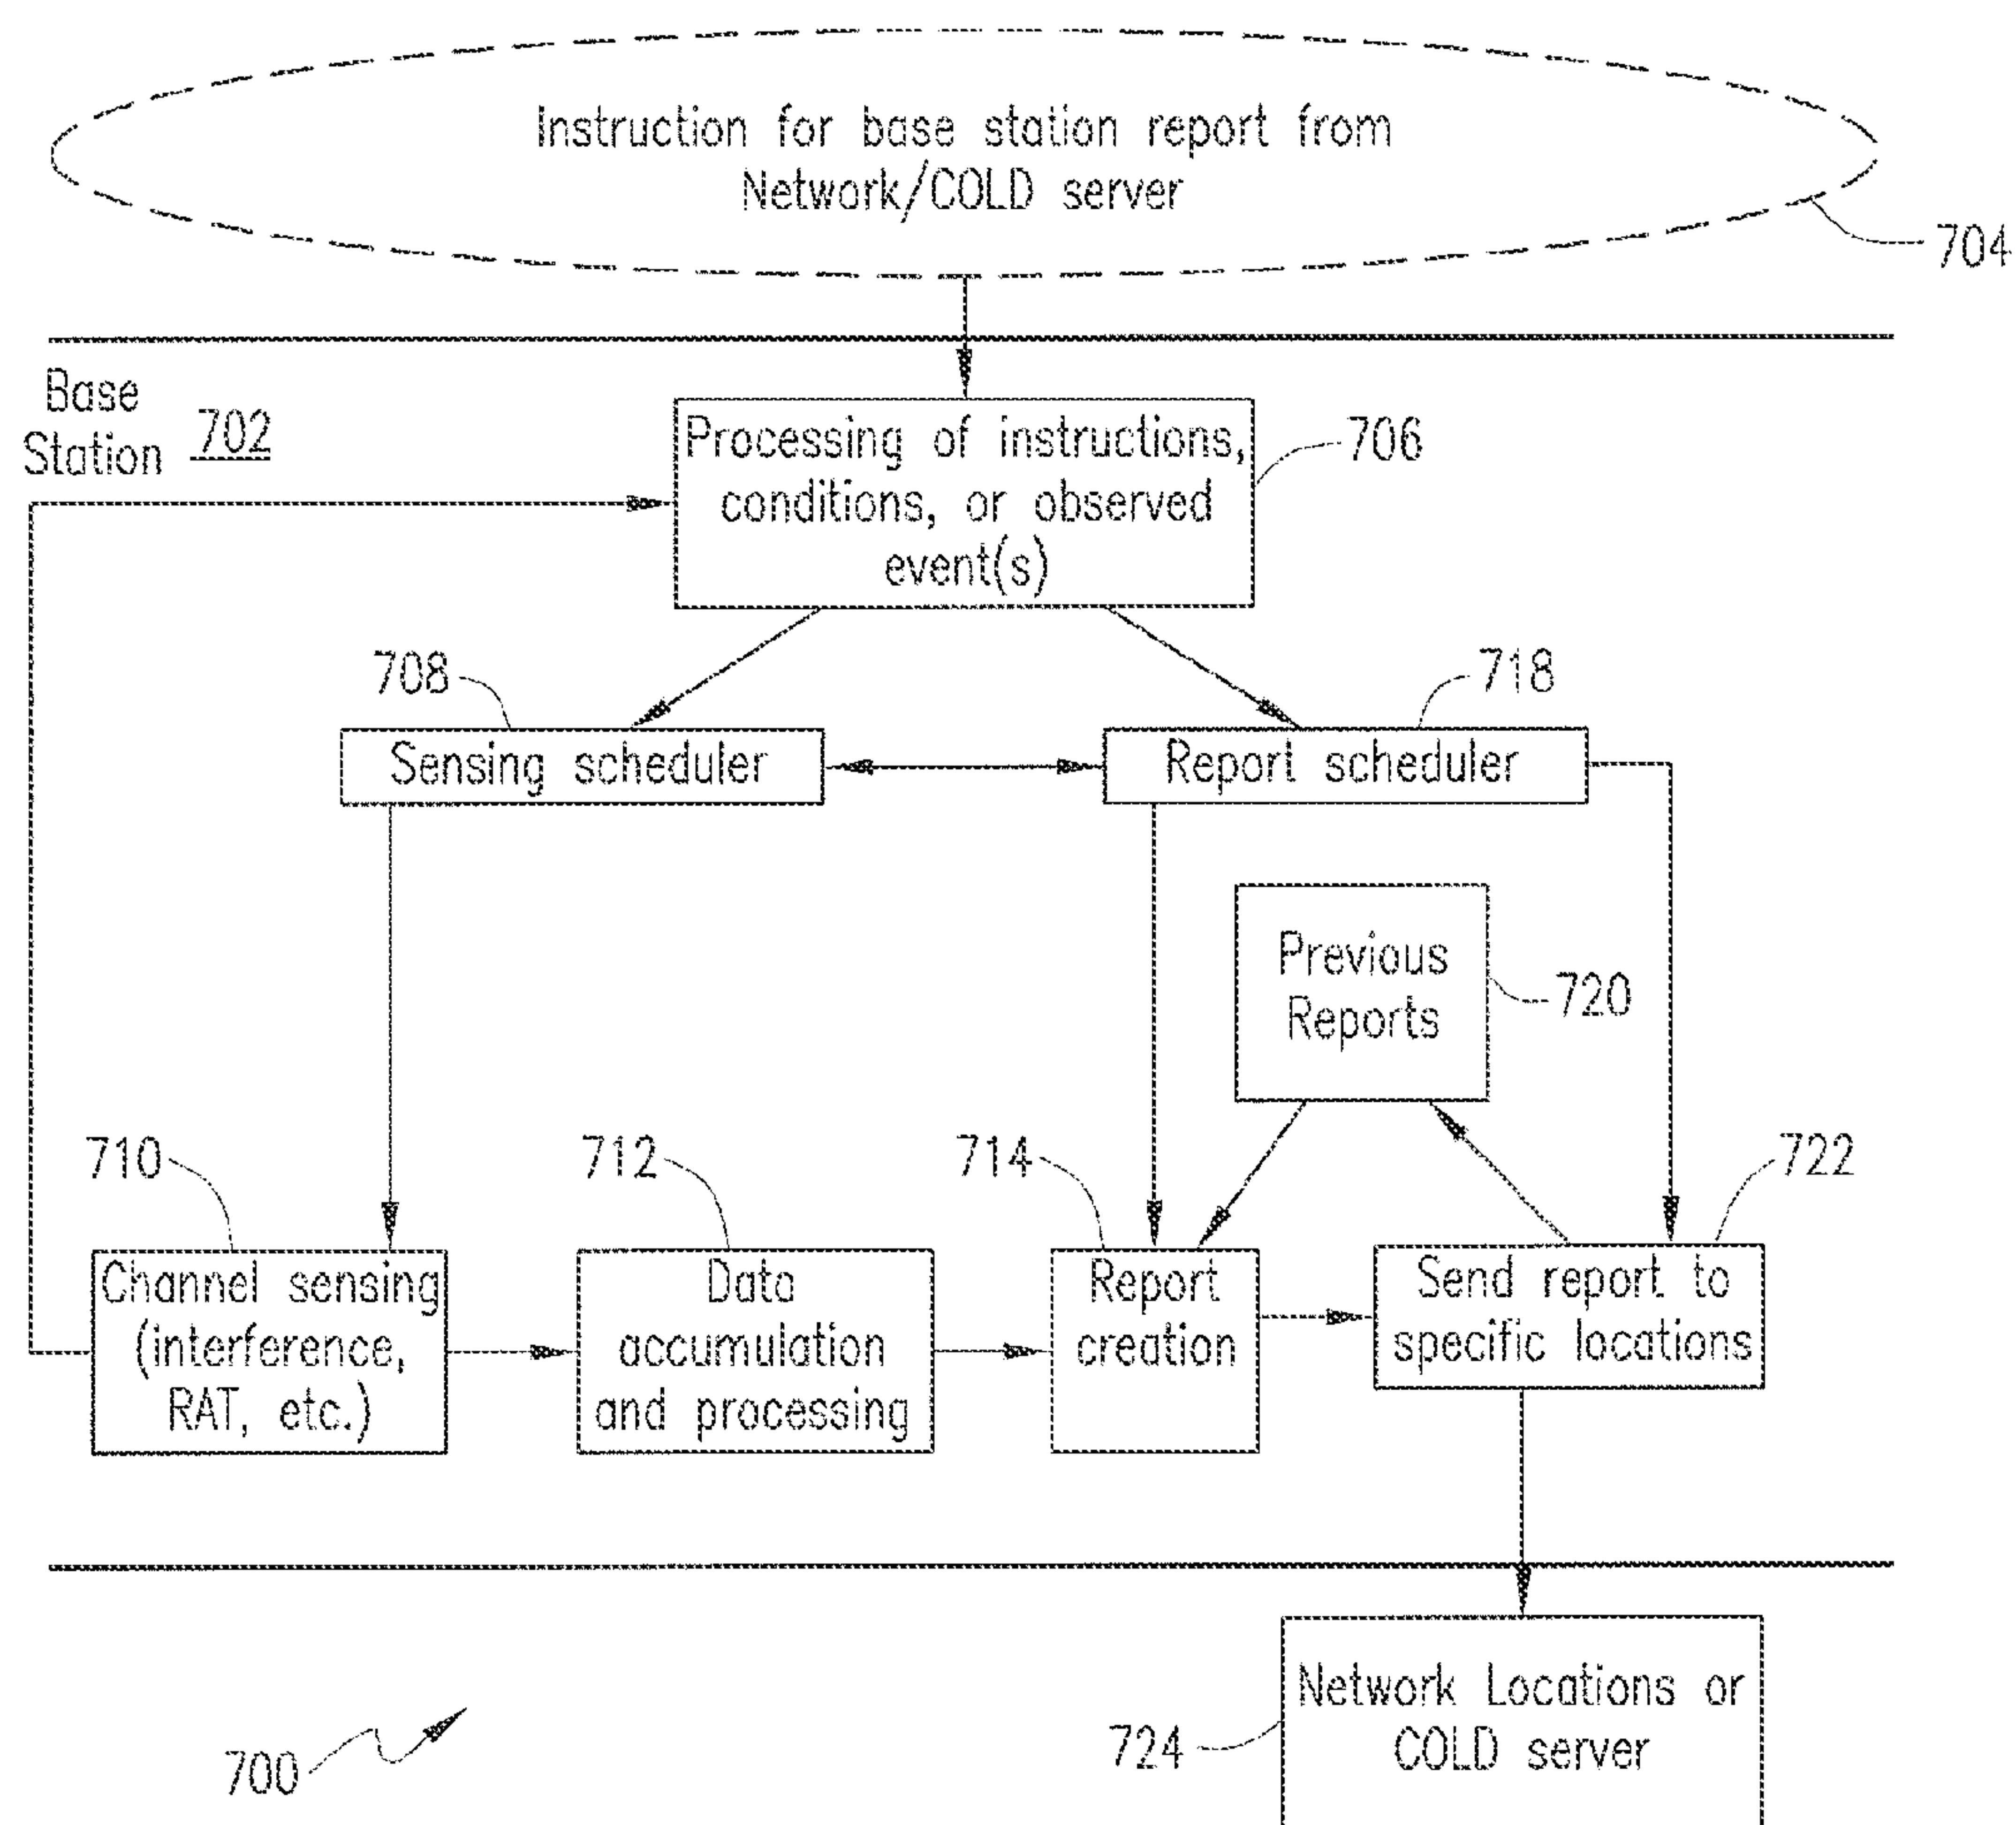 Instruction for base station report from
Network/COLD server
704
Base
Station 702
Processing of instructions,
conditions, or observed
event(s)
706
708
718
Sensing scheduler
Report scheduler
Previous
Reports
720
710
712
714
722
Channel sensing
(interference,
RAT, etc.)
Data
accumulation
and processing
Report
creation
Send report to
specific locations
Network Locations or
COLD server
724
700